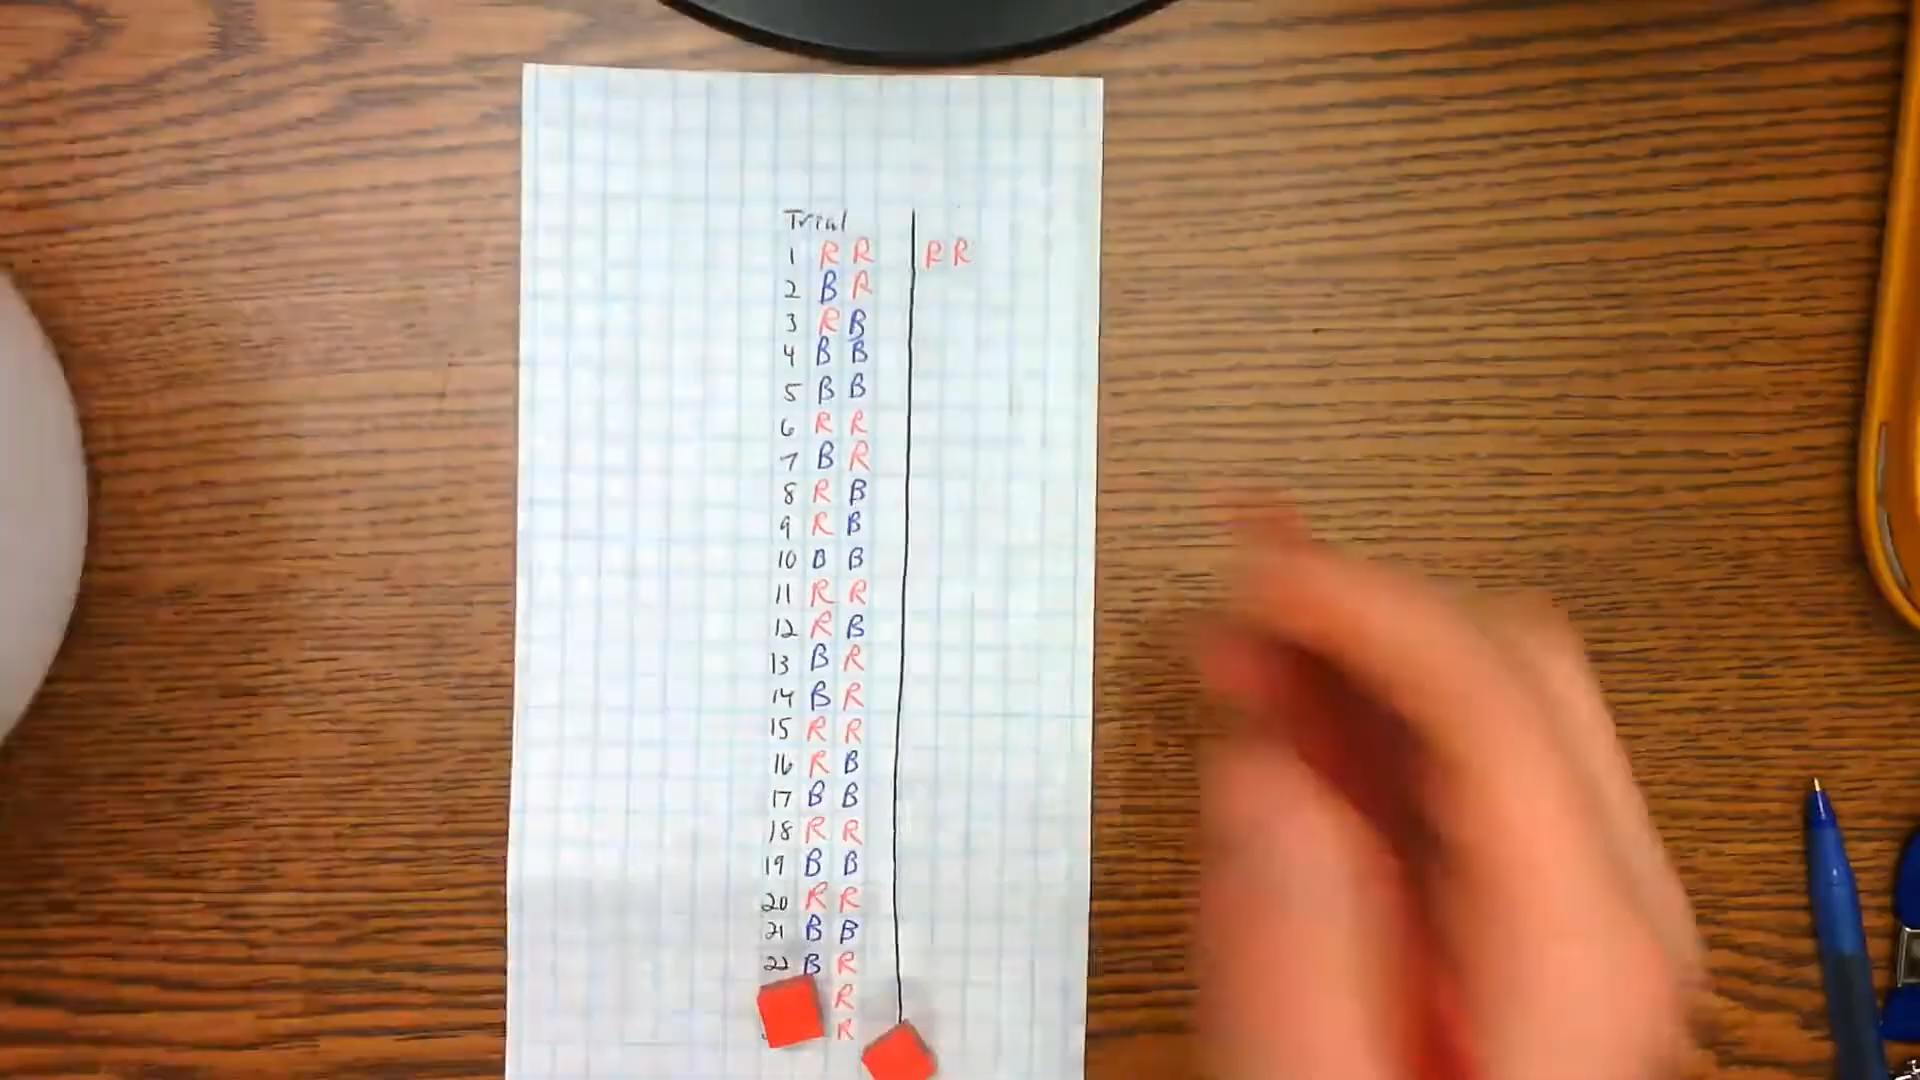 Trial
1 R R R R
2 B R
3 R B
4 B B
5 B B
6 R R
7 B R
8 R B
9 R B
10 B B
11 R R
12 R B
13 B R
14 B R
15 R R
16 R B
17 B B
18 R R
19 B B
20 R R
21 B B
22 B R
R
R